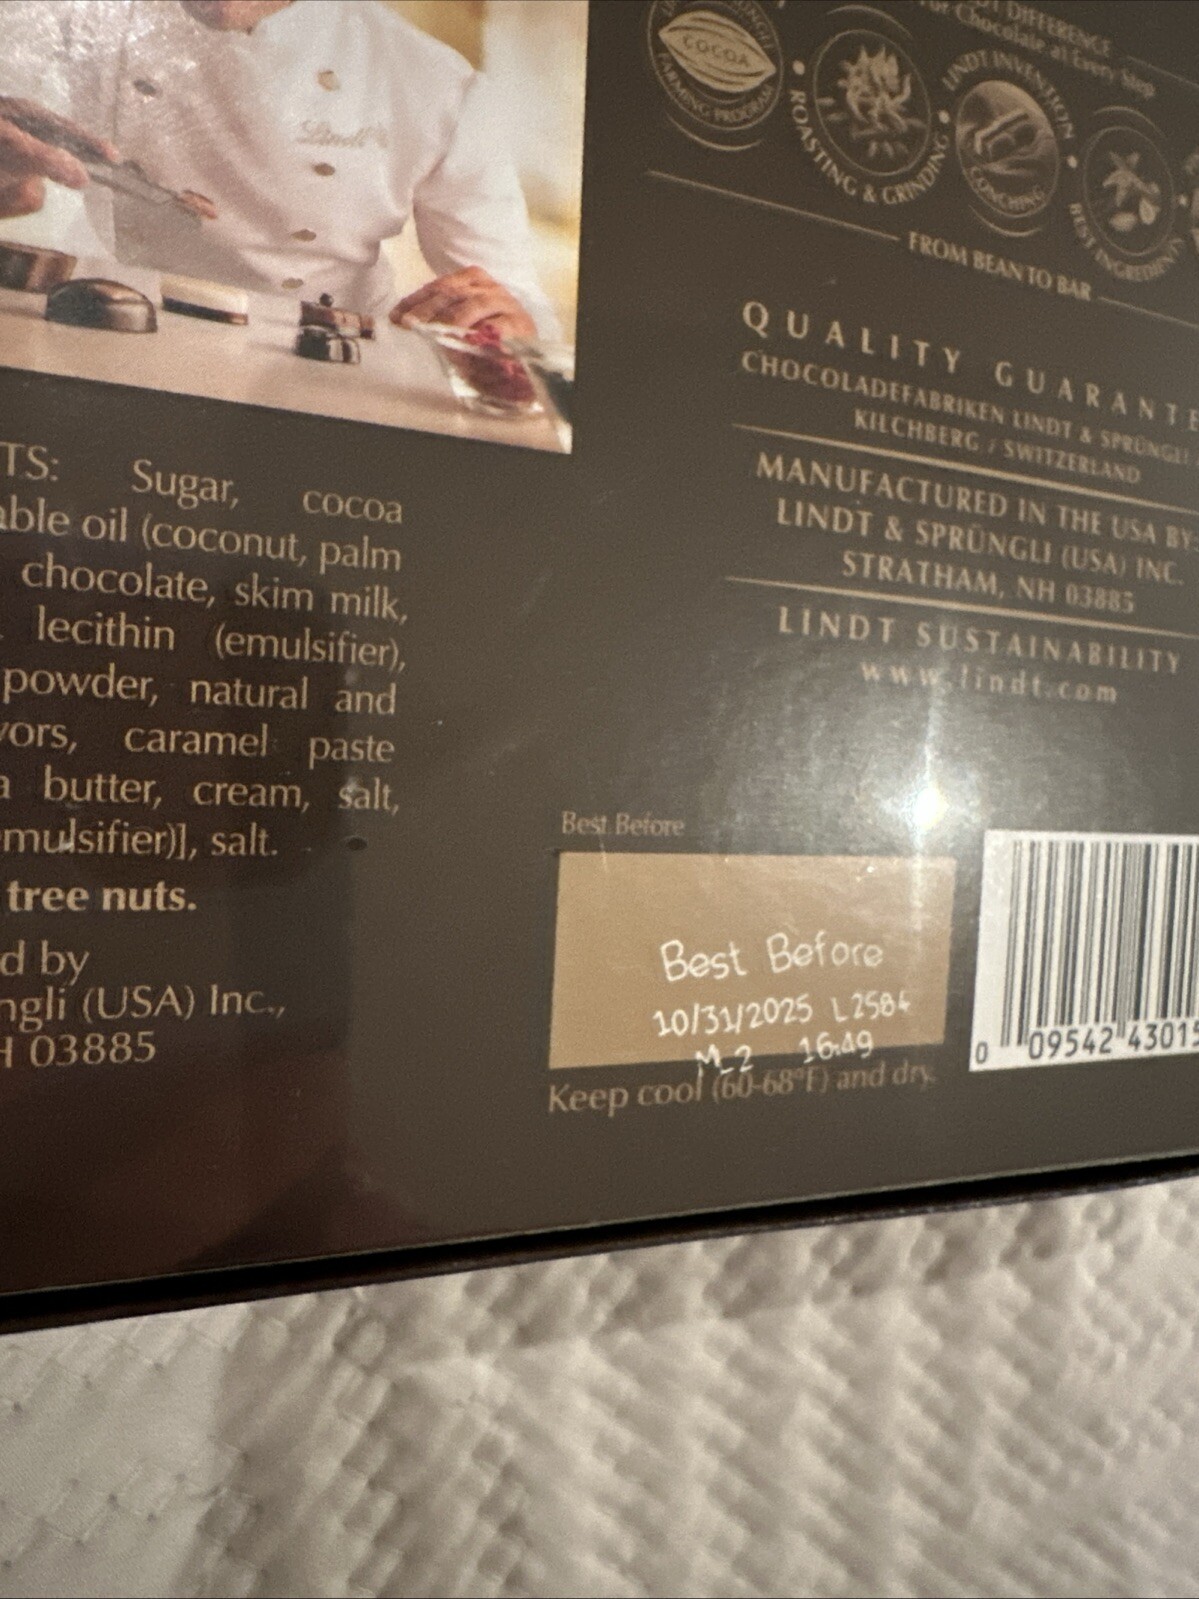 Lindt
COCOA
FARMING PROGRAM
ROASTING & GRINDING
LINDT INVENTION
CONCHING
BEST INGREDIENTS
DIFFERENCE
Chocolate at Every Step
FROM BEAN TO BAR
QUALITY GUARANTE
CHOCOLADEFABRIKEN LINDT & SPRÜNGLI
KILCHBERG / SWITZERLAND
MANUFACTURED IN THE USA BY:
LINDT & SPRÜNGLI (USA) INC.
STRATHAM, NH 03885
LINDT SUSTAINABILITY
www.lindt.com
TS: Sugar, cocoa
able oil (coconut, palm
chocolate, skim milk,
lecithin (emulsifier),
powder, natural and
vors, caramel paste
a butter, cream, salt,
emulsifier)], salt.
tree nuts.
d by
ngli (USA) Inc.,
H 03885
Best Before
Best Before
10/31/2025 L2584
M_2 16:49
Keep cool (60-68°F) and dry.
0 09542 43015